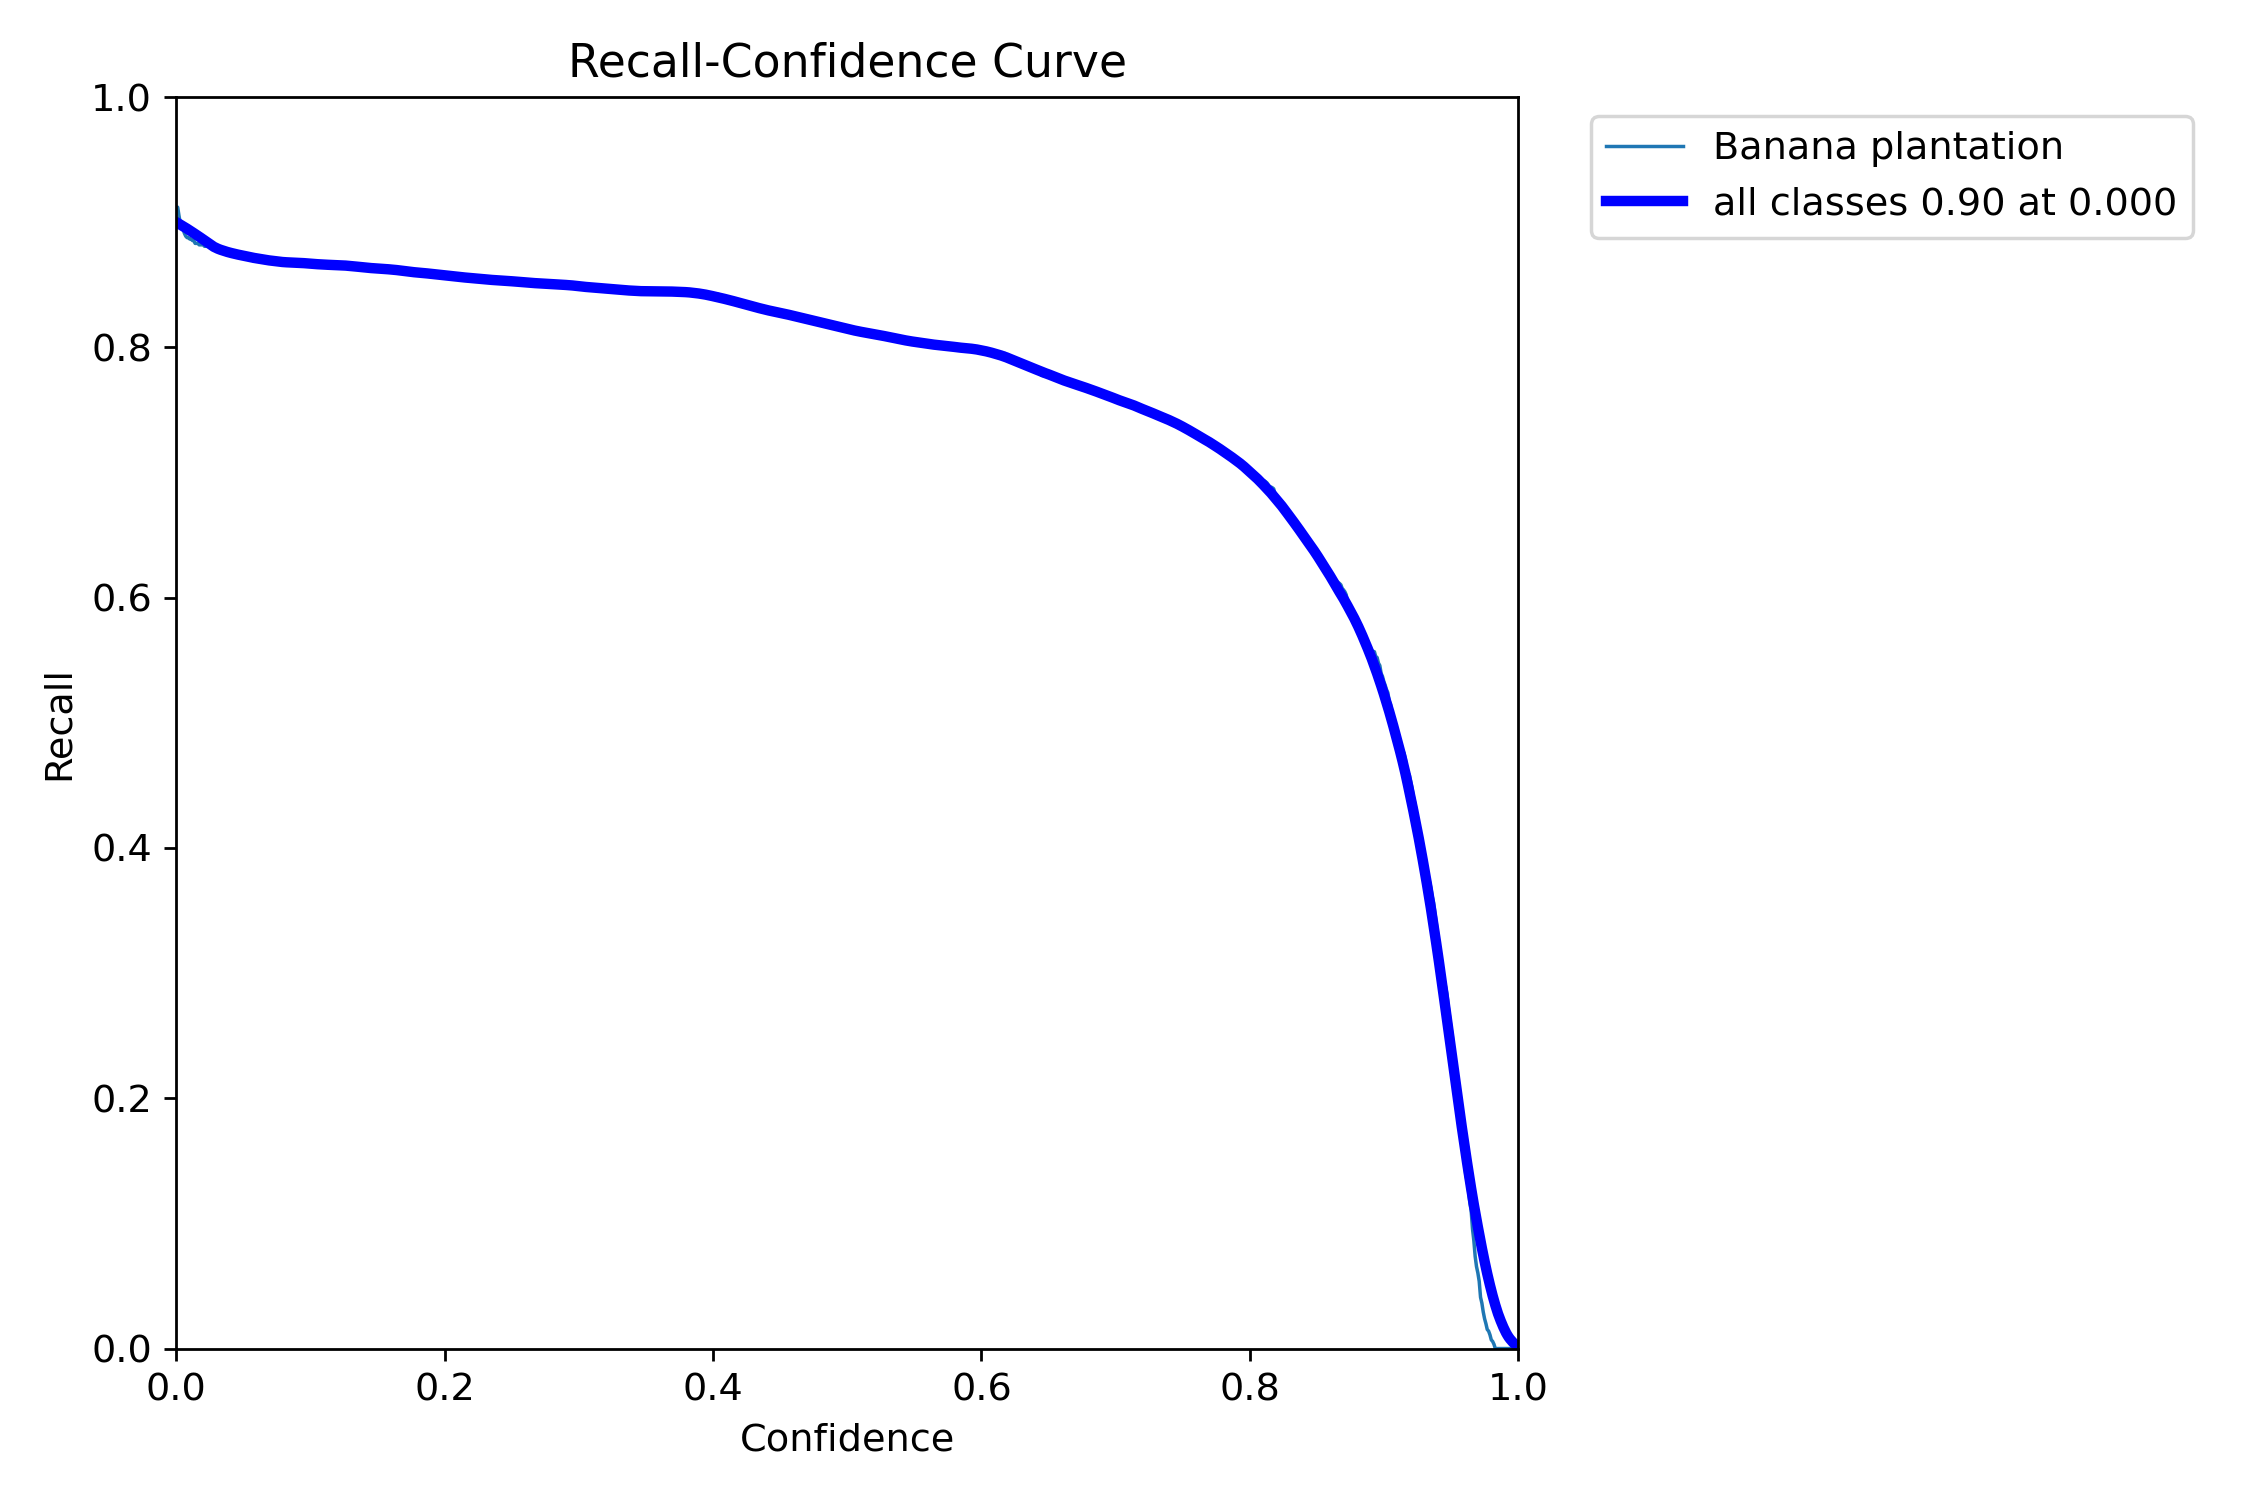 Recall-Confidence Curve
1.0
0.8
0.6
0.4
0.2
0.0
Recall
0.0 0.2 0.4 0.6 0.8 1.0
Confidence
Banana plantation
all classes 0.90 at 0.000